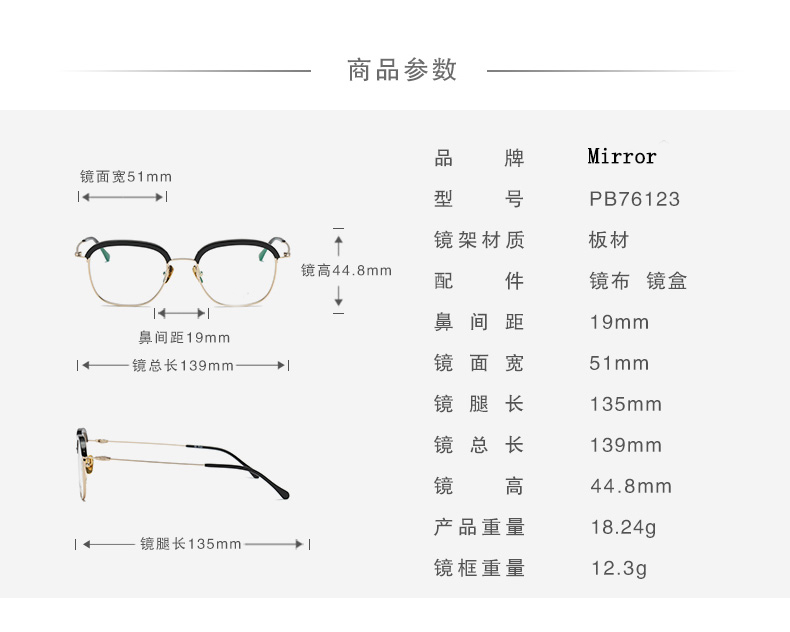 商品参数
镜面宽51mm
镜高44.8mm
鼻间距19mm
镜总长139mm
镜腿长135mm
品牌 Mirror
型号 PB76123
镜架材质 板材
配件 镜布 镜盒
鼻间距 19mm
镜面宽 51mm
镜腿长 135mm
镜总长 139mm
镜高 44.8mm
产品重量 18.24g
镜框重量 12.3g